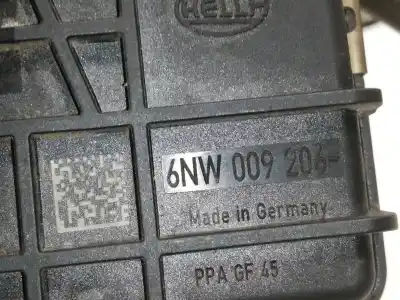 HELLA
6NW 009 206-
Made in Germany
PPA GF 45